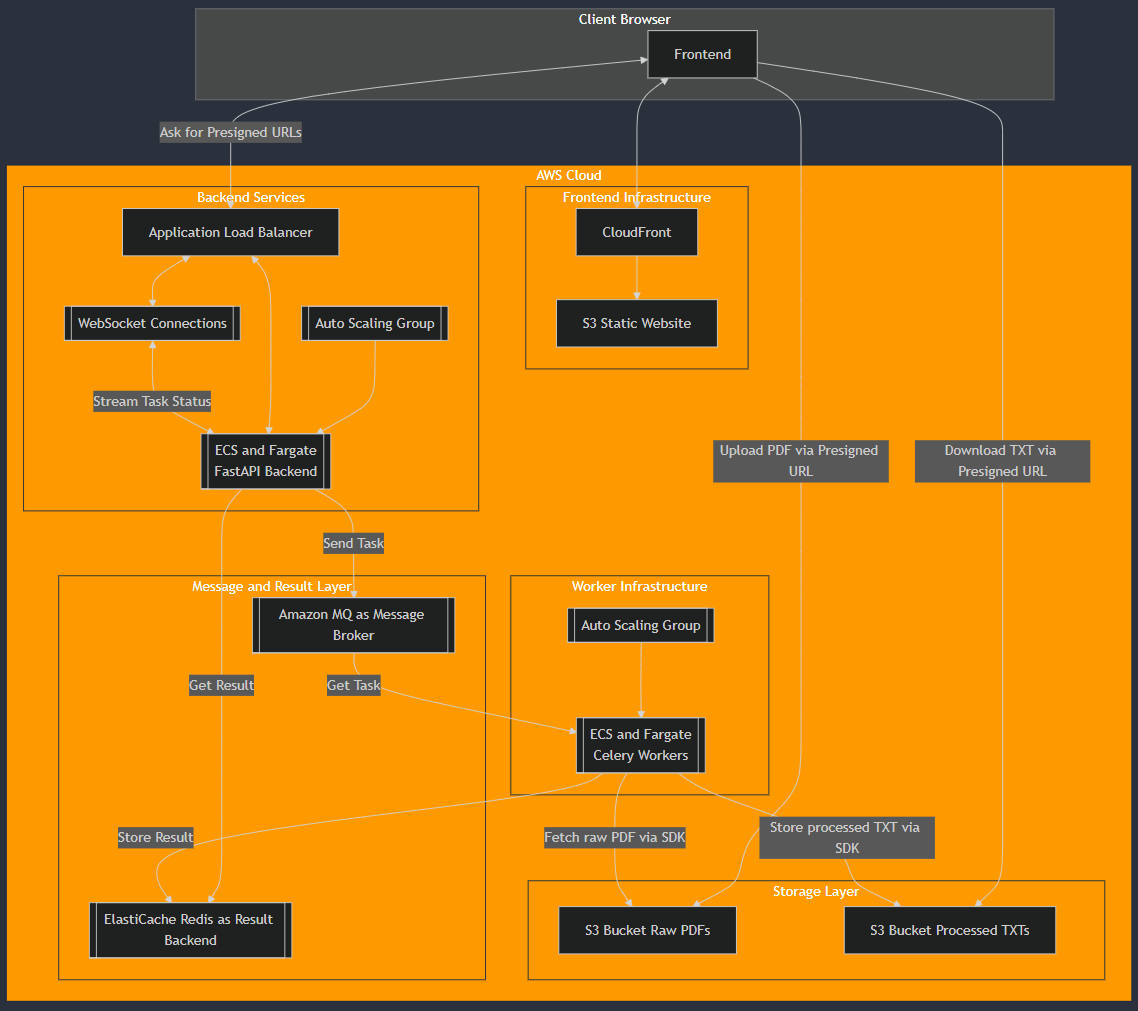 Client Browser
Frontend
Ask for Presigned URLs
AWS Cloud
Backend Services
Application Load Balancer
WebSocket Connections
Auto Scaling Group
Stream Task Status
ECS and Fargate
FastAPI Backend
Frontend Infrastructure
CloudFront
S3 Static Website
Upload PDF via Presigned
URL
Download TXT via
Presigned URL
Send Task
Message and Result Layer
Amazon MQ as Message
Broker
Get Result
Get Task
Worker Infrastructure
Auto Scaling Group
ECS and Fargate
Celery Workers
Store Result
Fetch raw PDF via SDK
Store processed TXT via
SDK
ElastiCache Redis as Result
Backend
Storage Layer
S3 Bucket Raw PDFs
S3 Bucket Processed TXTs